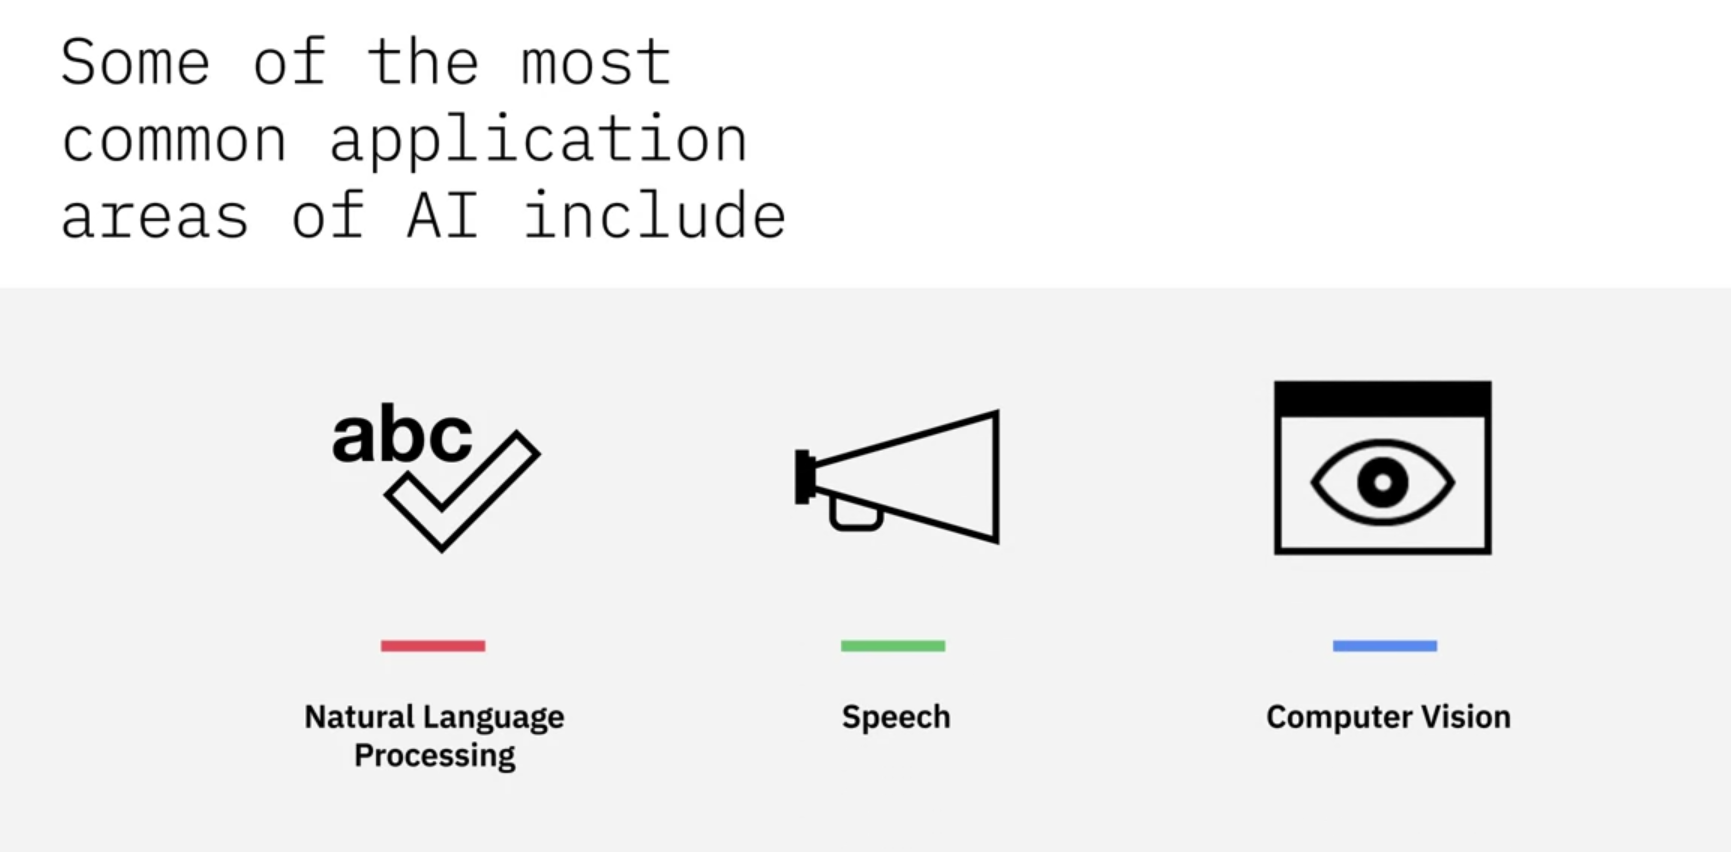 Some of the most
common application
areas of AI include
abc
Natural Language
Processing
Speech
Computer Vision